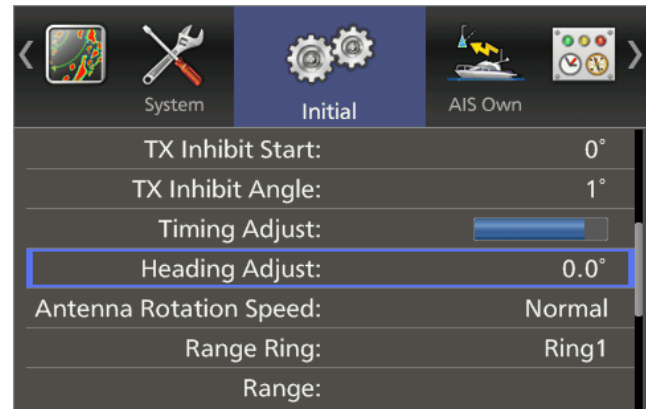 System
Initial
AIS Own
TX Inhibit Start: 0°
TX Inhibit Angle: 1°
Timing Adjust:
Heading Adjust: 0.0°
Antenna Rotation Speed: Normal
Range Ring: Ring1
Range: